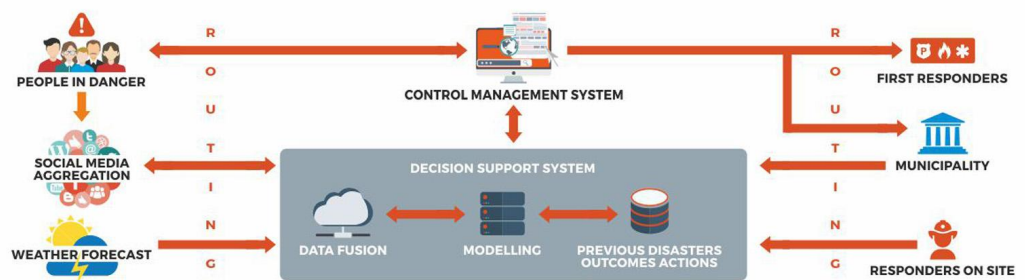 PEOPLE IN DANGER
SOCIAL MEDIA
AGGREGATION
WEATHER FORECAST
R
O
U
T
I
N
G
CONTROL MANAGEMENT SYSTEM
DECISION SUPPORT SYSTEM
DATA FUSION
MODELLING
PREVIOUS DISASTERS
OUTCOMES ACTIONS
R
O
U
T
I
N
G
P
FIRST RESPONDERS
MUNICIPALITY
RESPONDERS ON SITE